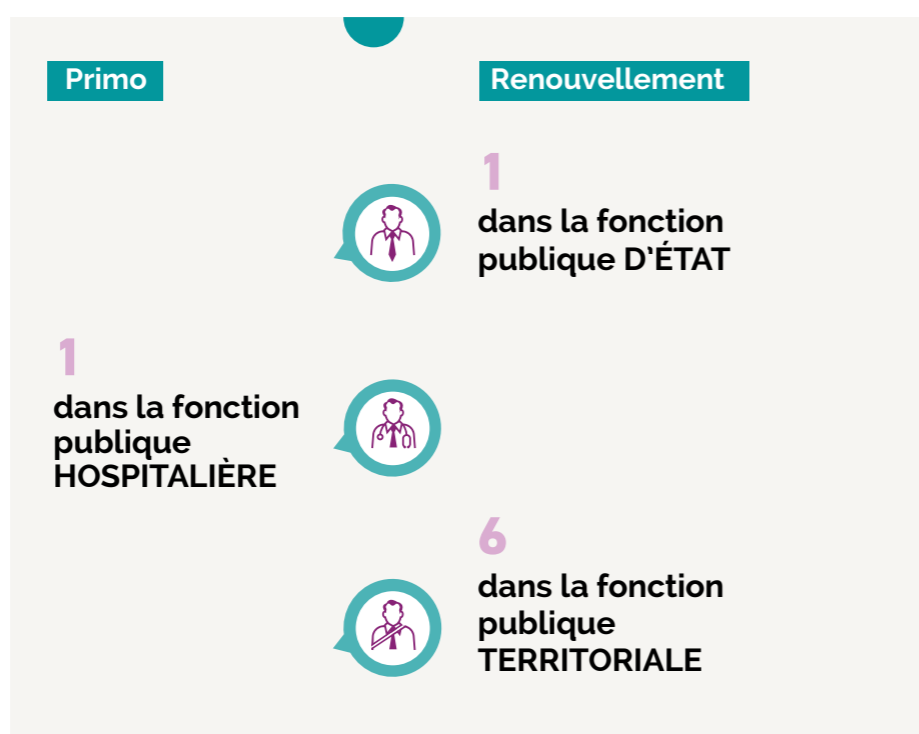 Primo
Renouvellement
1
dans la fonction
publique D'ÉTAT
1
dans la fonction
publique
HOSPITALIÈRE
6
dans la fonction
publique
TERRITORIALE